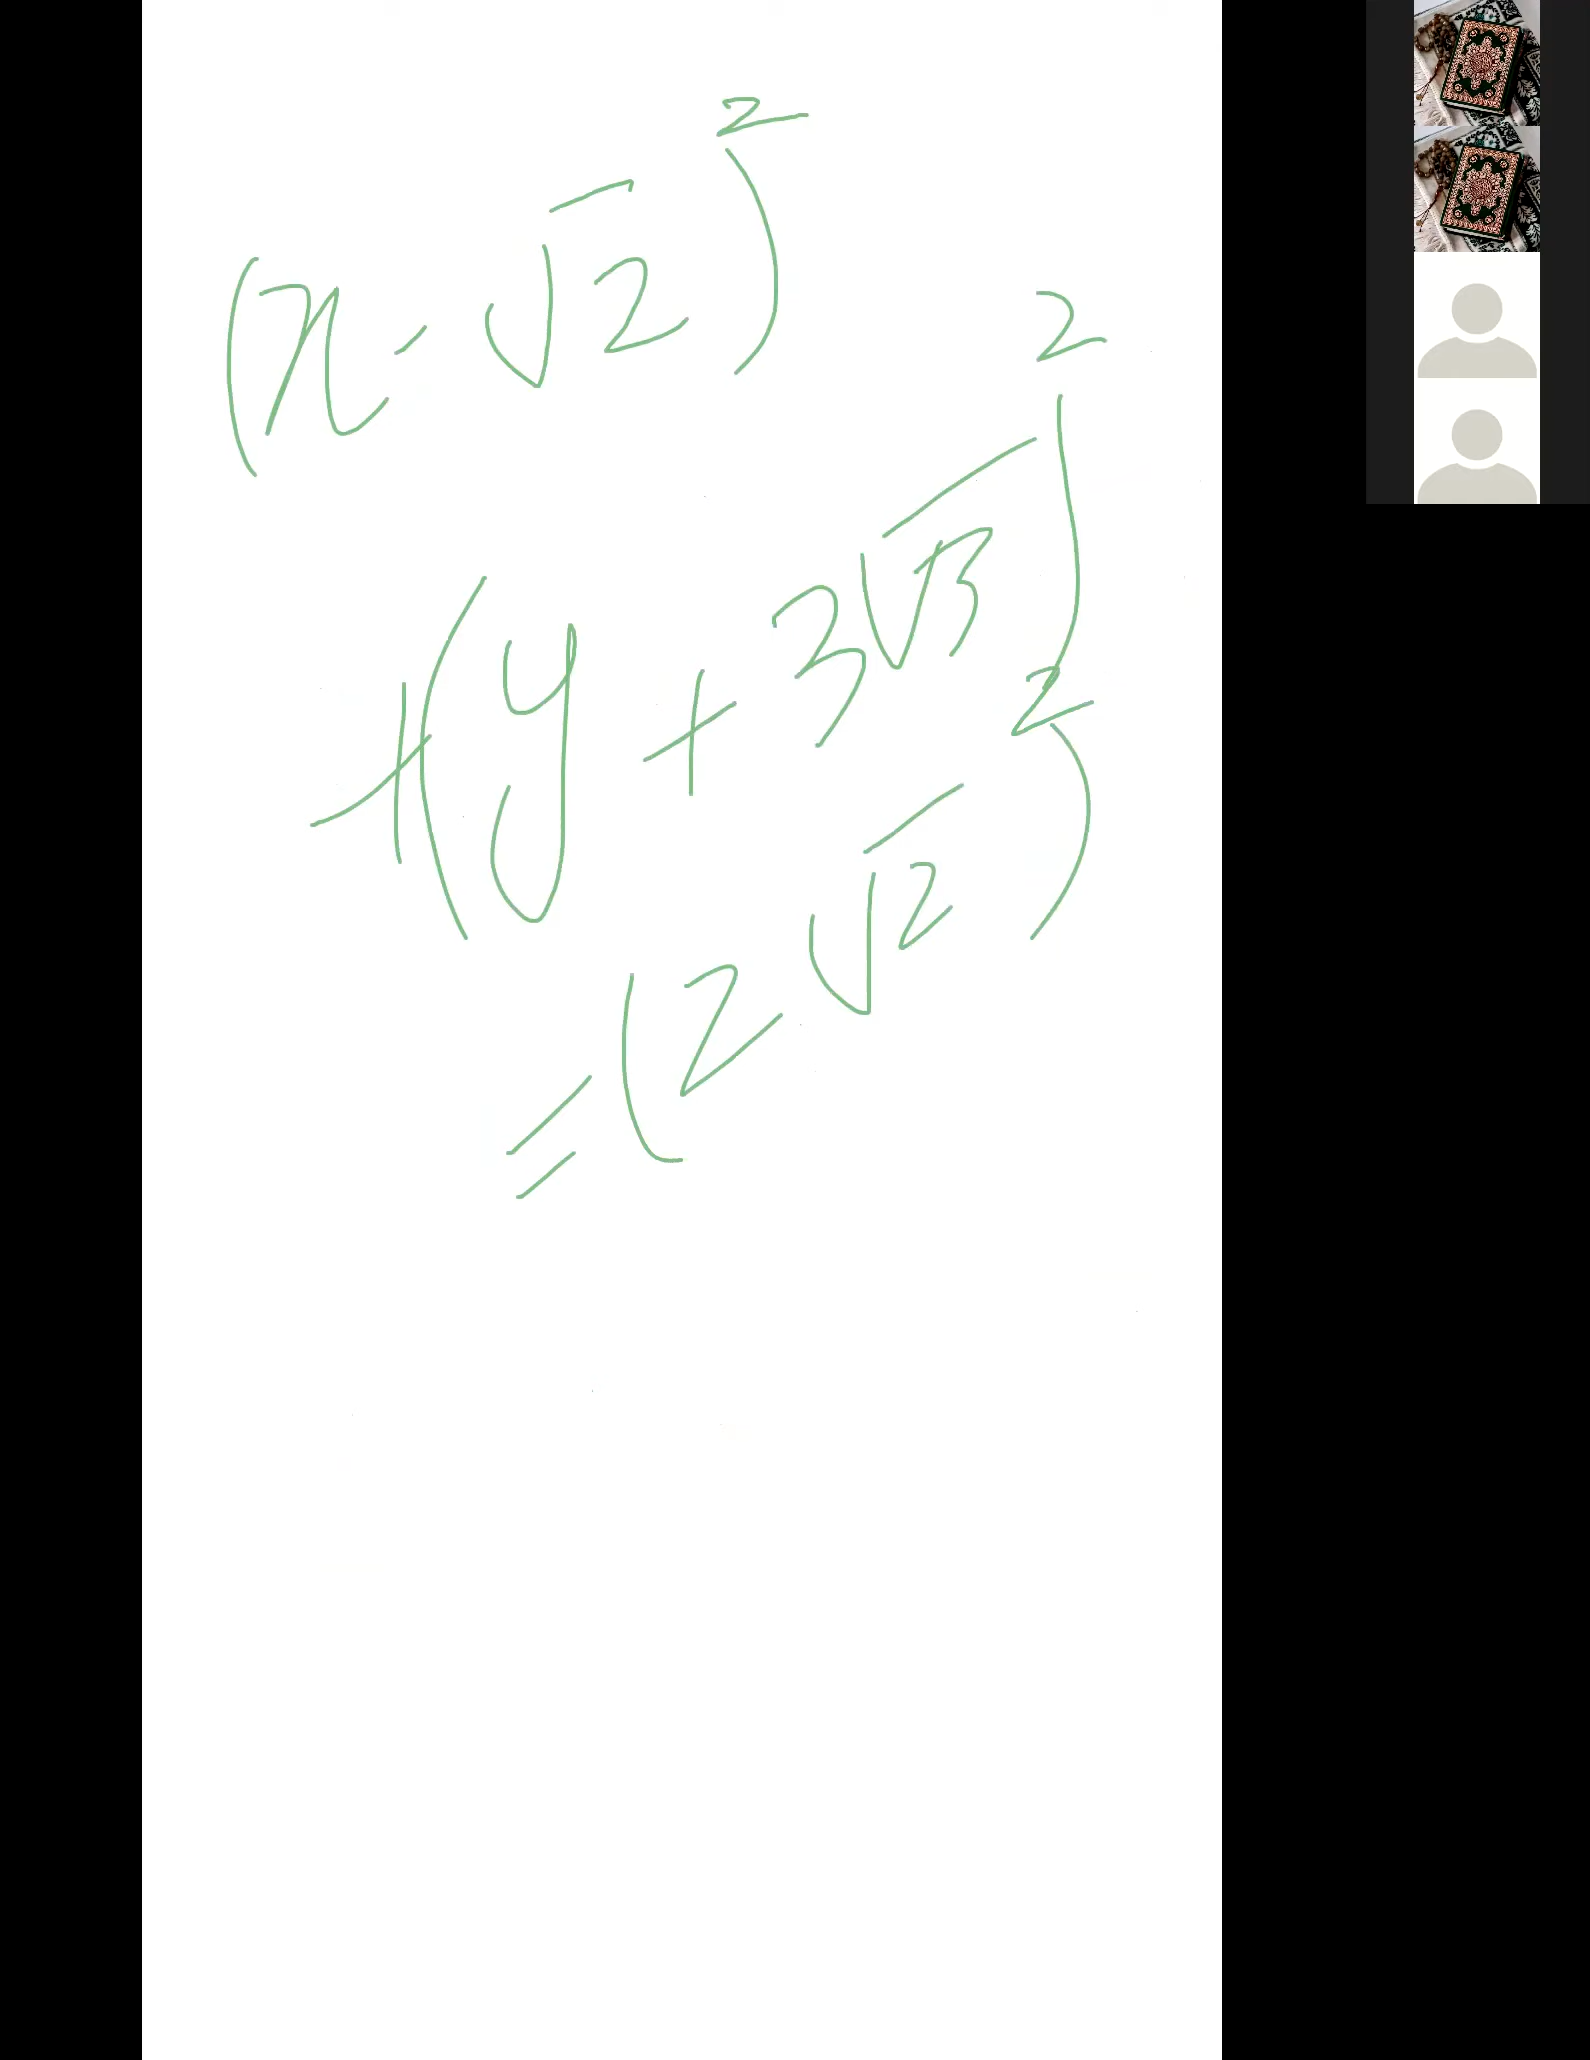 (x - √2)²
+ (y + 3√3)²
= (2√2)²